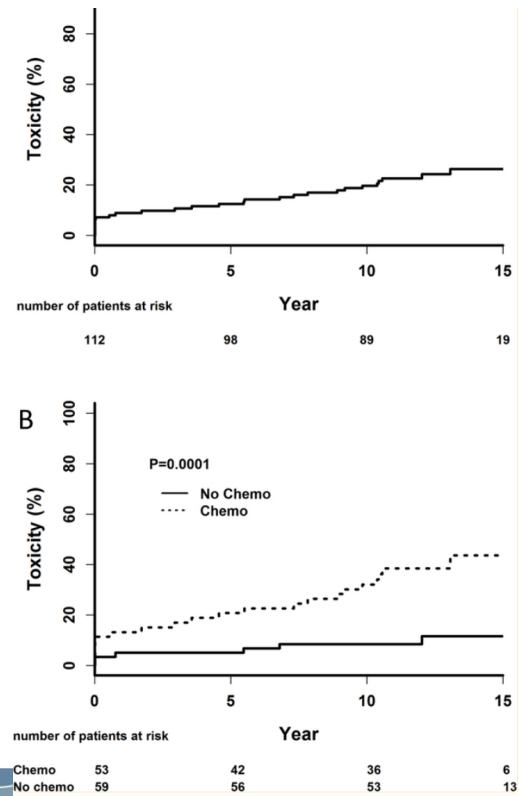 80
60
40
20
0
Toxicity (%)
0 5 10 15
number of patients at risk Year
112 98 89 19
B
100
80
60
40
20
0
Toxicity (%)
P=0.0001
No Chemo
Chemo
0 5 10 15
number of patients at risk Year
Chemo 53 42 36 6
No chemo 59 56 53 13